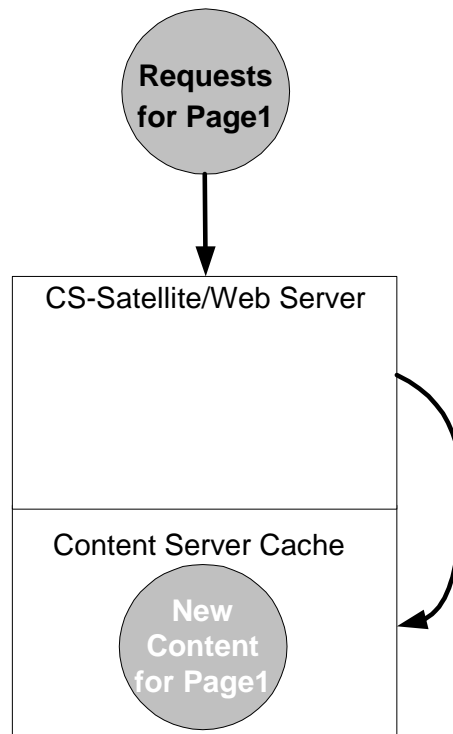 Requests
for Page1
CS-Satellite/Web Server
Content Server Cache
New
Content
for Page1